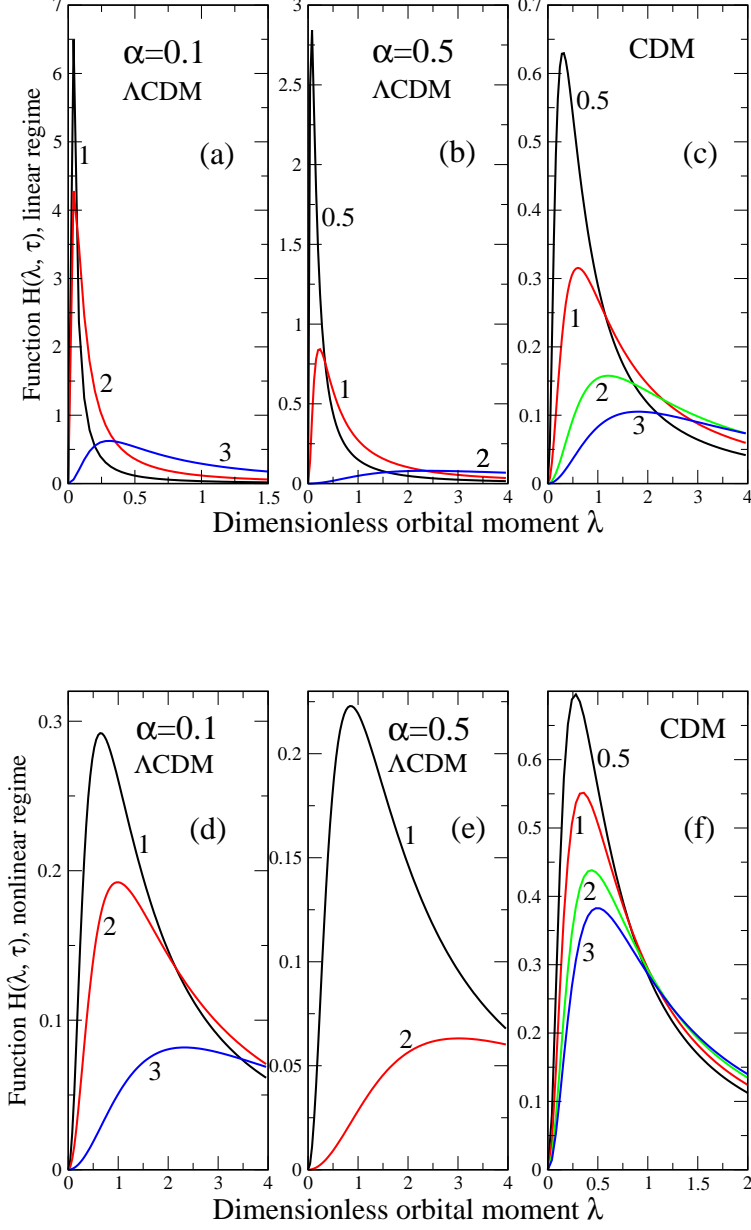 Function H(λ, τ), linear regime
7
6
5
4
3
2
1
0
0 0.5 1 1.5
α=0.1
ΛCDM
(a)
1
2
3
3
2.5
2
1.5
1
0.5
0
0 1 2 3 4
α=0.5
ΛCDM
(b)
0.5
1
2
0.7
0.6
0.5
0.4
0.3
0.2
0.1
0
0 1 2 3 4
CDM
(c)
0.5
1
2
3
Dimensionless orbital moment λ
Function H(λ, τ), nonlinear regime
0.3
0.2
0.1
0
0 1 2 3 4
α=0.1
ΛCDM
(d)
1
2
3
0.2
0.15
0.1
0.05
0
0 1 2 3 4
α=0.5
ΛCDM
(e)
1
2
0.6
0.5
0.4
0.3
0.2
0.1
0
0 0.5 1 1.5 2
CDM
(f)
0.5
1
2
3
Dimensionless orbital moment λ